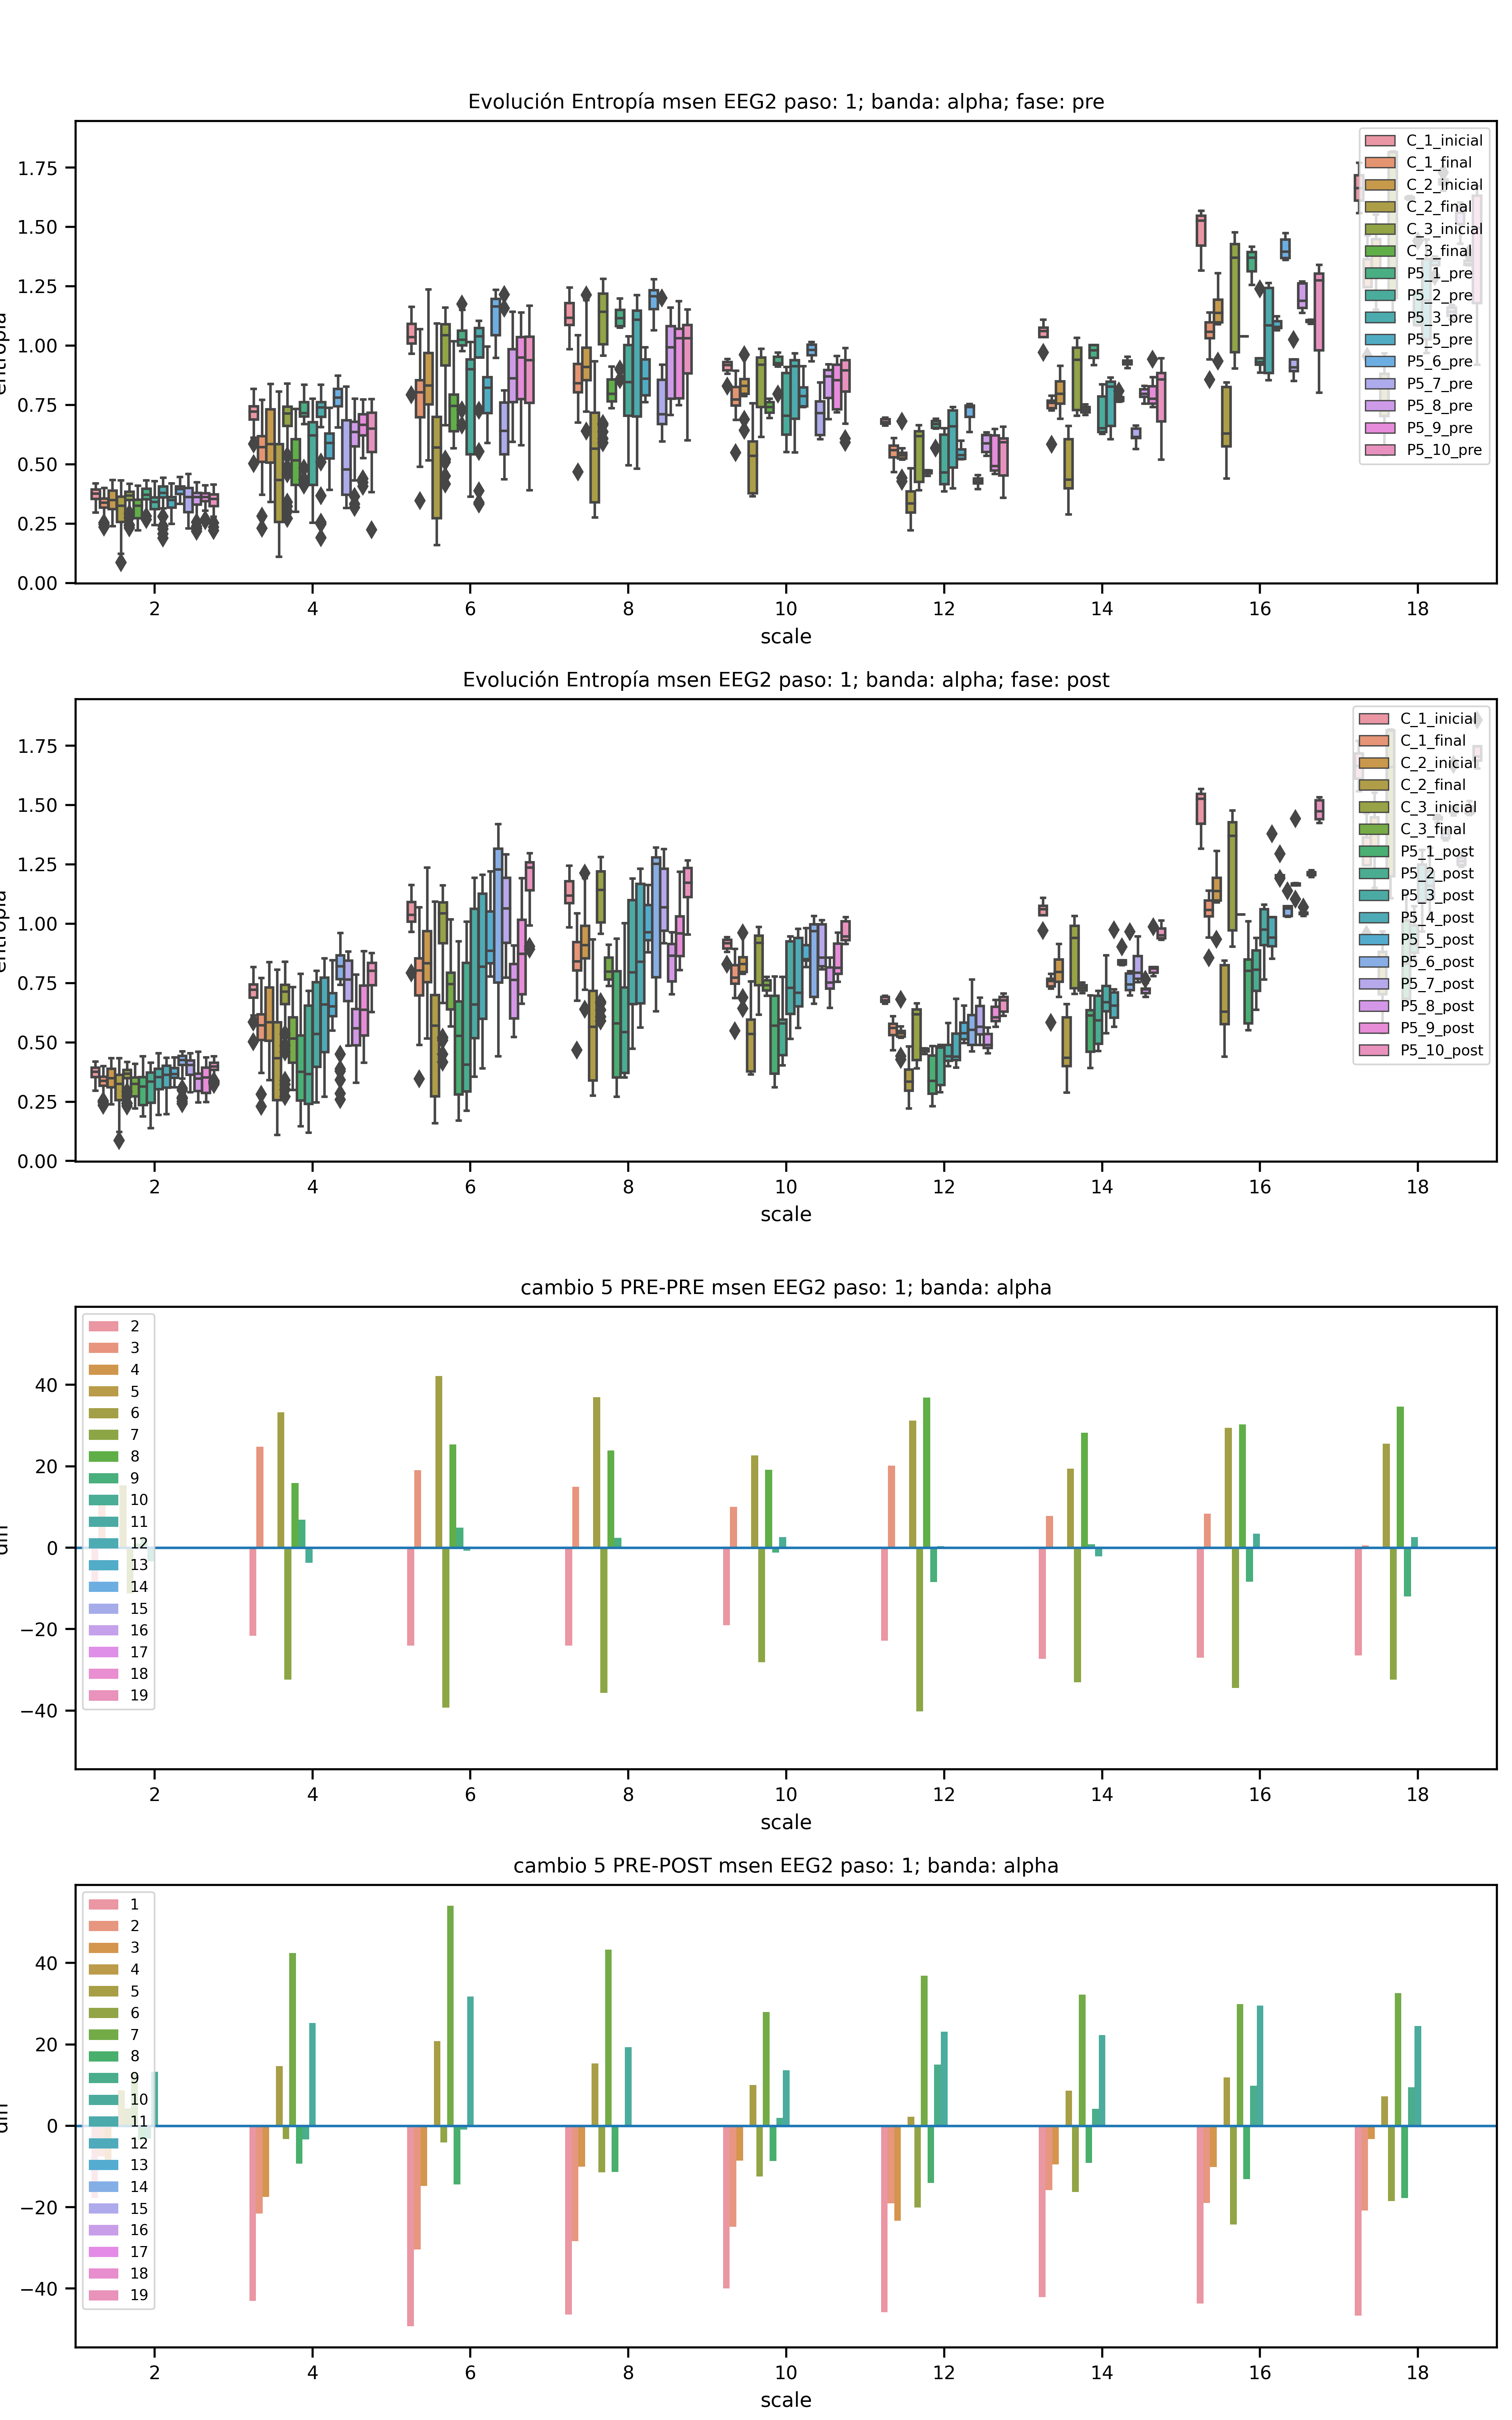 Evolución Entropía msen EEG2 paso: 1; banda: alpha; fase: pre
1.75
1.50
1.25
1.00
0.75
0.50
0.25
0.00
entropia
C_1_inicial
C_1_final
C_2_inicial
C_2_final
C_3_inicial
C_3_final
P5_1_pre
P5_2_pre
P5_3_pre
P5_5_pre
P5_6_pre
P5_7_pre
P5_8_pre
P5_9_pre
P5_10_pre
2 4 6 8 10 12 14 16 18
scale
Evolución Entropía msen EEG2 paso: 1; banda: alpha; fase: post
1.75
1.50
1.25
1.00
0.75
0.50
0.25
0.00
entropia
C_1_inicial
C_1_final
C_2_inicial
C_2_final
C_3_inicial
C_3_final
P5_1_post
P5_2_post
P5_3_post
P5_4_post
P5_5_post
P5_6_post
P5_7_post
P5_8_post
P5_9_post
P5_10_post
2 4 6 8 10 12 14 16 18
scale
cambio 5 PRE-PRE msen EEG2 paso: 1; banda: alpha
40
20
0
−20
−40
2
3
4
5
6
7
8
9
10
11
12
13
14
15
16
17
18
19
2 4 6 8 10 12 14 16 18
scale
cambio 5 PRE-POST msen EEG2 paso: 1; banda: alpha
40
20
0
−20
−40
1
2
3
4
5
6
7
8
9
10
11
12
13
14
15
16
17
18
19
2 4 6 8 10 12 14 16 18
scale